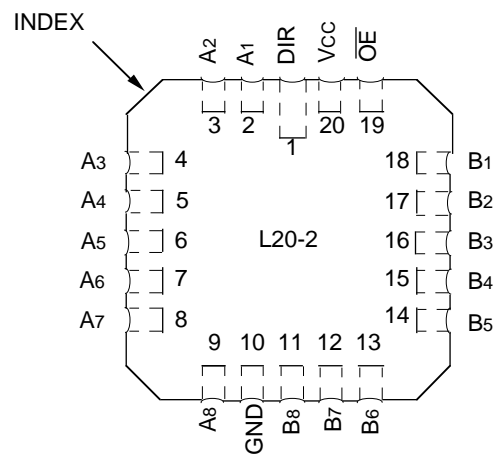 INDEX
A2 A1 DIR VCC OE
3 2 1 20 19
A3 4 18 B1
A4 5 17 B2
A5 6 L20-2 16 B3
A6 7 15 B4
A7 8 14 B5
9 10 11 12 13
A8 GND B8 B7 B6